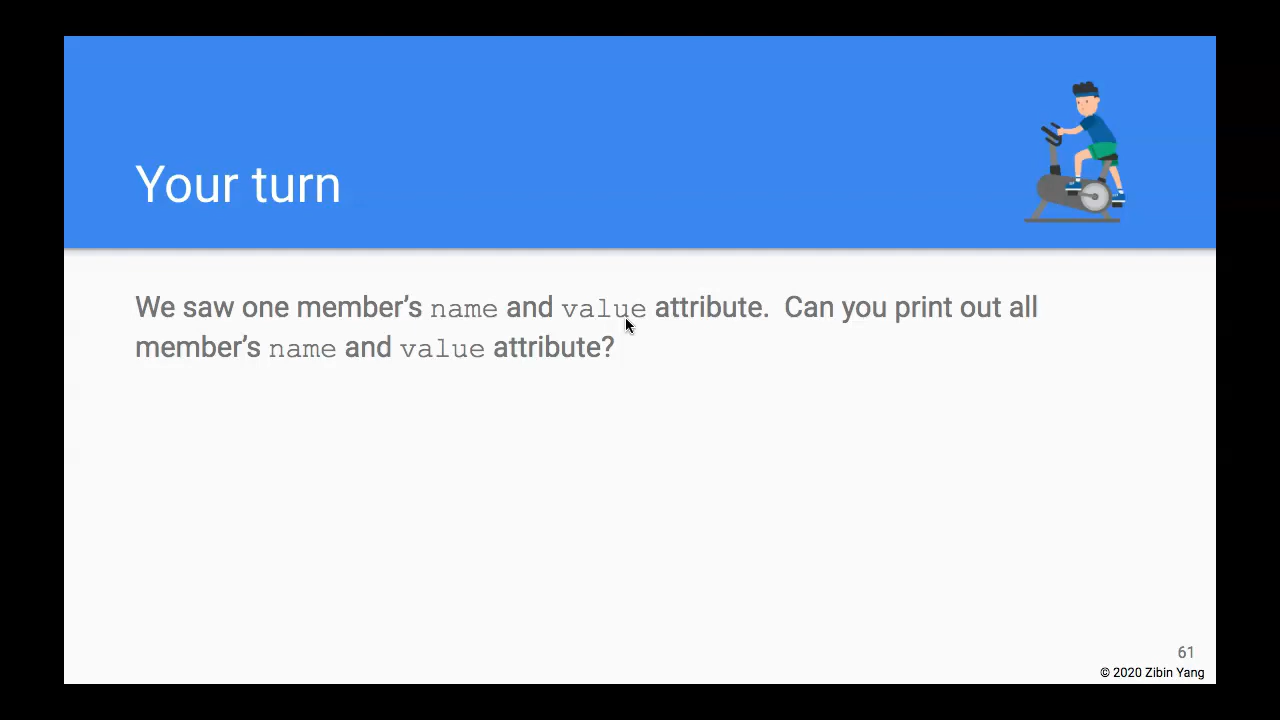 Your turn
We saw one member’s name and value attribute.  Can you print out all
member’s name and value attribute?
61
© 2020 Zibin Yang